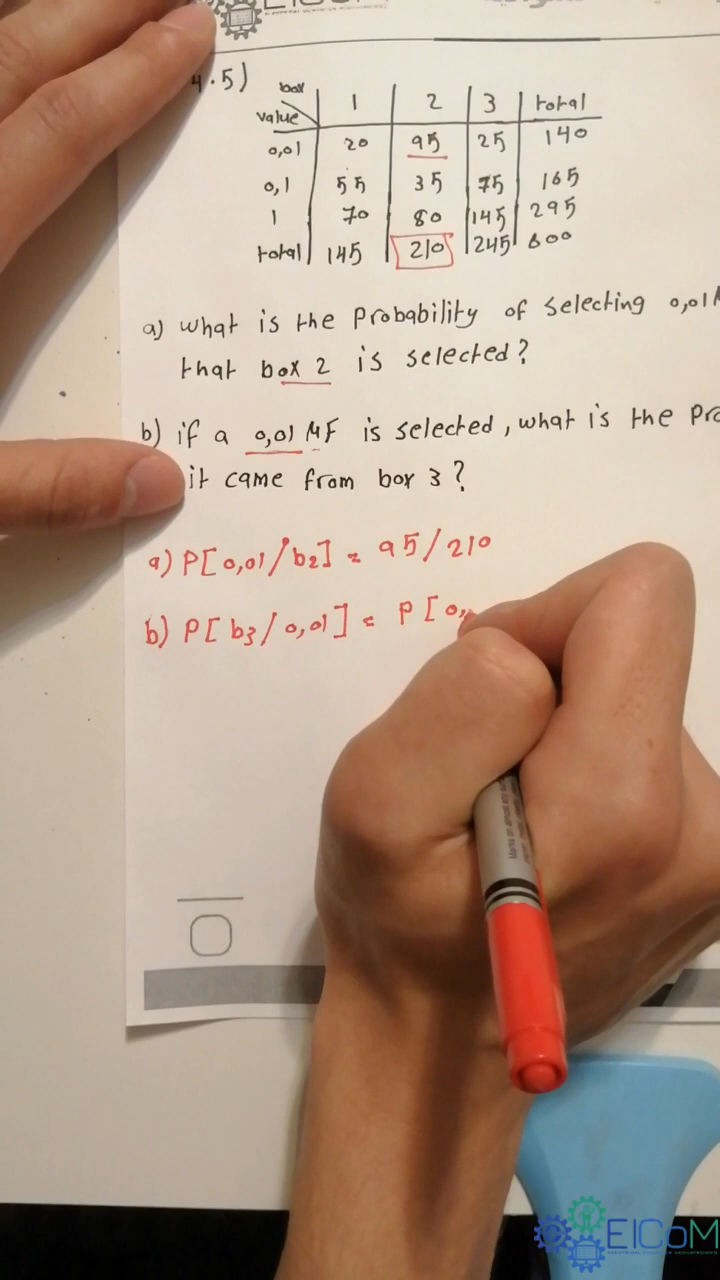 4.5)
box
value 1 2 3 total
0,01 20 95 25 140
0,1 55 35 75 165
1 70 80 145 295
total 145 210 245 600
a) what is the Probability of selecting 0,01
that box 2 is selected?
b) if a 0,01 MF is selected, what is the Pro
it came from box 3?
a) P[0,01/b2] = 95/210
b) P[b3/0,01] = P[0,
EICoM